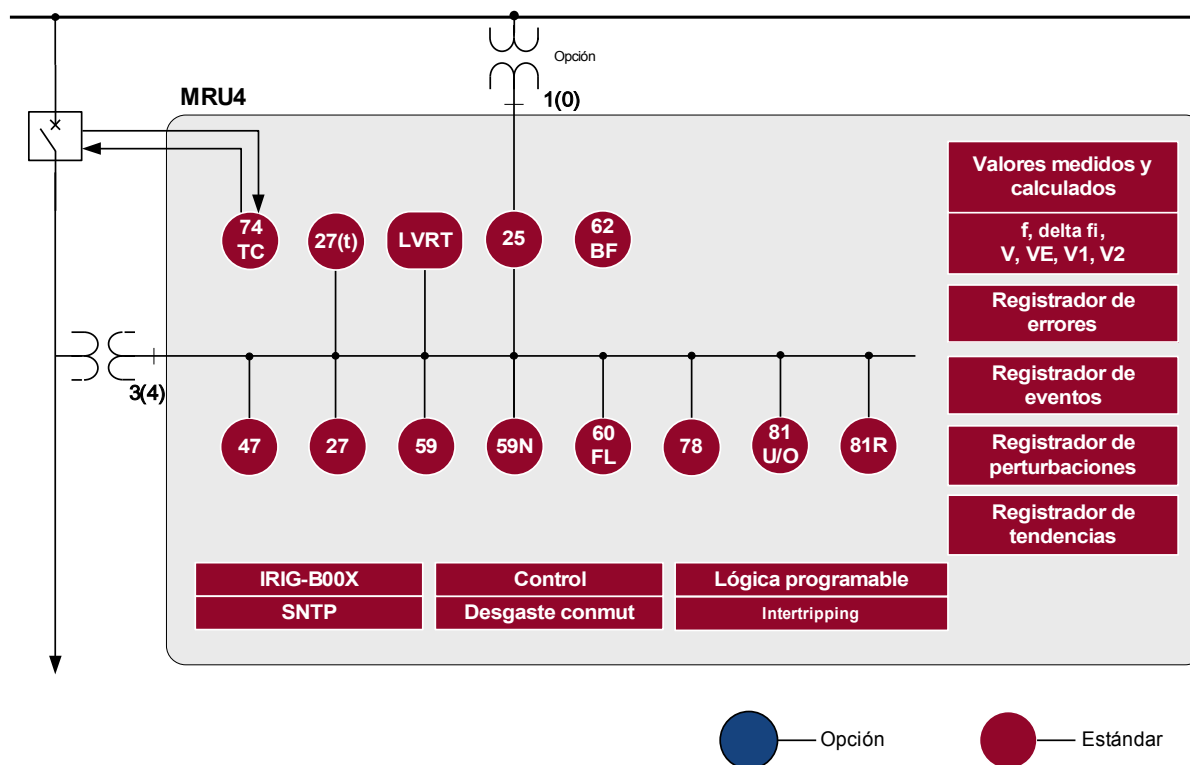 Opción
1(0)
MRU4
74
TC
27(t)
LVRT
25
62
BF
Valores medidos y
calculados
f, delta fi,
V, VE, V1, V2
Registrador de
errores
3(4)
Registrador de
eventos
47
27
59
59N
60
FL
78
81
U/O
81R
Registrador de
perturbaciones
Registrador de
tendencias
IRIG-B00X
Control
Lógica programable
SNTP
Desgaste conmut
Intertripping
Opción
Estándar